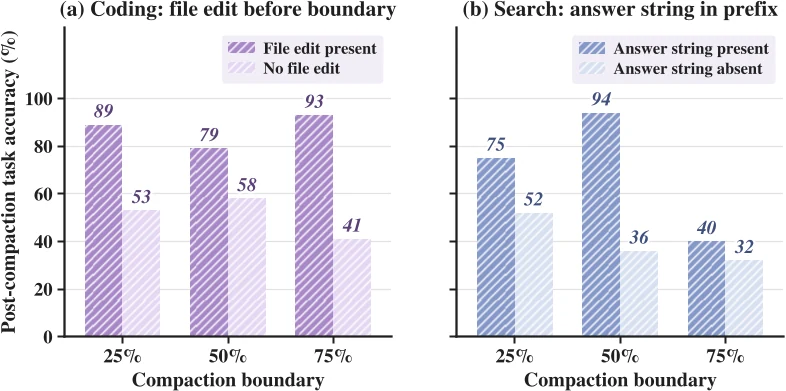 (a) Coding: file edit before boundary
Post-compaction task accuracy (%)
File edit present
No file edit
100
80
60
40
20
0
89
53
79
58
93
41
25%
50%
75%
Compaction boundary
(b) Search: answer string in prefix
Answer string present
Answer string absent
75
52
94
36
40
32
25%
50%
75%
Compaction boundary